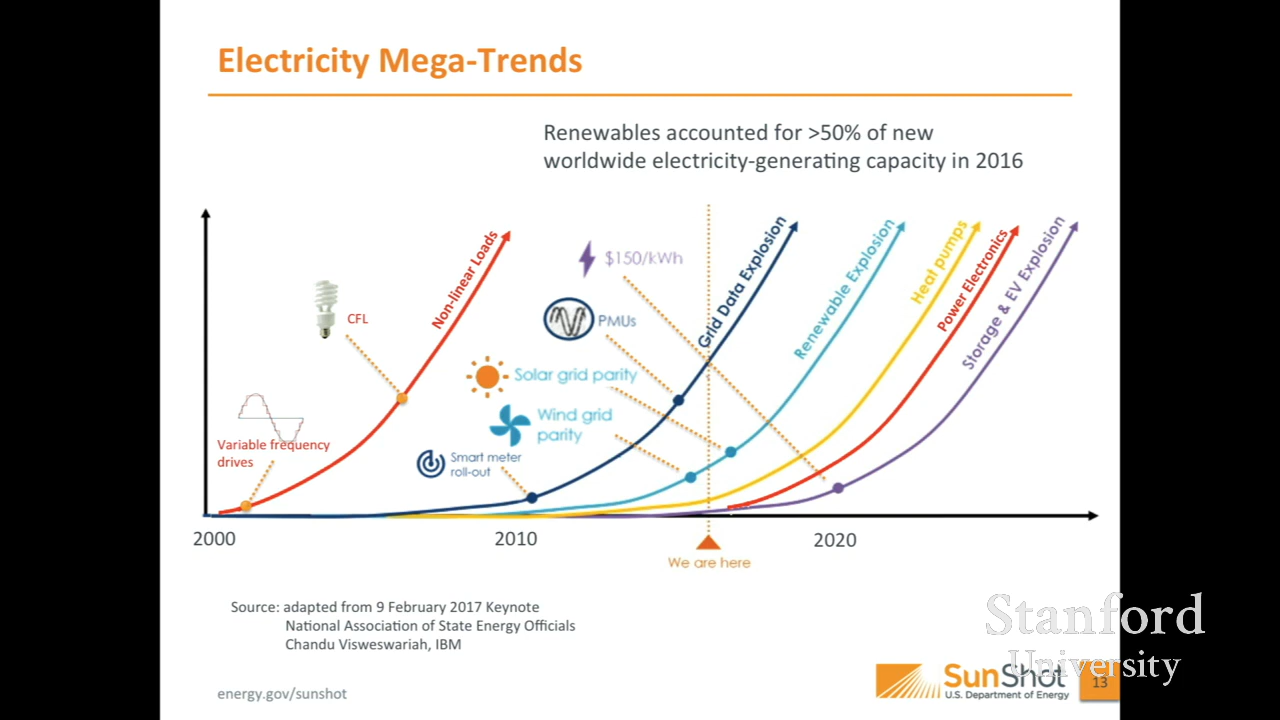 Electricity Mega-Trends
Renewables accounted for >50% of new
worldwide electricity-generating capacity in 2016
Non-linear Loads
Grid Data Explosion
Renewable Explosion
Heat pumps
Power Electronics
Storage & EV Explosion
$150/kWh
CFL
PMUs
Solar grid parity
Wind grid
parity
Variable frequency
drives
Smart meter
roll-out
2000
2010
2020
We are here
Source: adapted from 9 February 2017 Keynote
National Association of State Energy Officials
Chandu Visweswariah, IBM
Stanford
University
energy.gov/sunshot
SunShot
U.S. Department of Energy
13